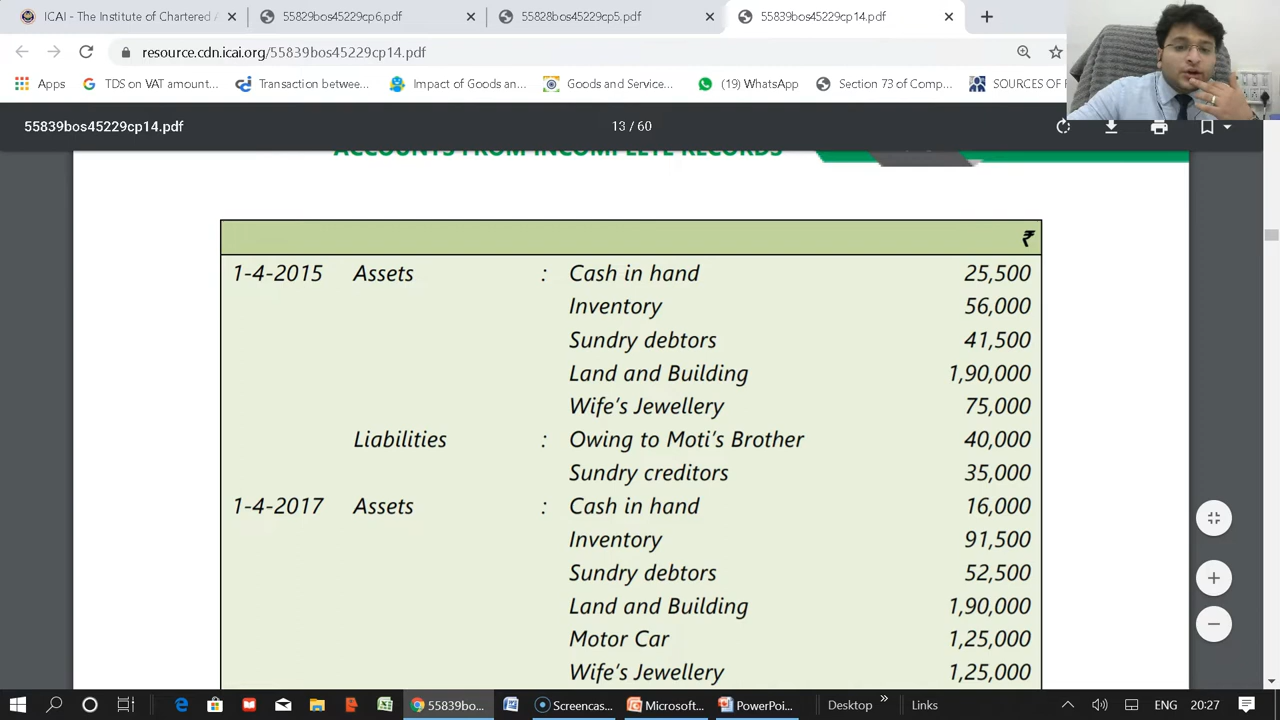 ICAI - The Institute of Chartered A
55829bos45229cp6.pdf
55828bos45229cp5.pdf
55839bos45229cp14.pdf
resource.cdn.icai.org/55839bos45229cp14.pdf
Apps
TDS on VAT amount...
Transaction betwee...
Impact of Goods an...
Goods and Service...
(19) WhatsApp
Section 73 of Comp...
SOURCES OF
55839bos45229cp14.pdf
13 / 60
ACCOUNTS FROM INCOMPLETE RECORDS
₹
1-4-2015 Assets : Cash in hand 25,500
Inventory 56,000
Sundry debtors 41,500
Land and Building 1,90,000
Wife's Jewellery 75,000
Liabilities : Owing to Moti's Brother 40,000
Sundry creditors 35,000
1-4-2017 Assets : Cash in hand 16,000
Inventory 91,500
Sundry debtors 52,500
Land and Building 1,90,000
Motor Car 1,25,000
Wife's Jewellery 1,25,000
55839bo...
Screencas...
Microsoft...
PowerPoi...
Desktop
Links
ENG
20:27